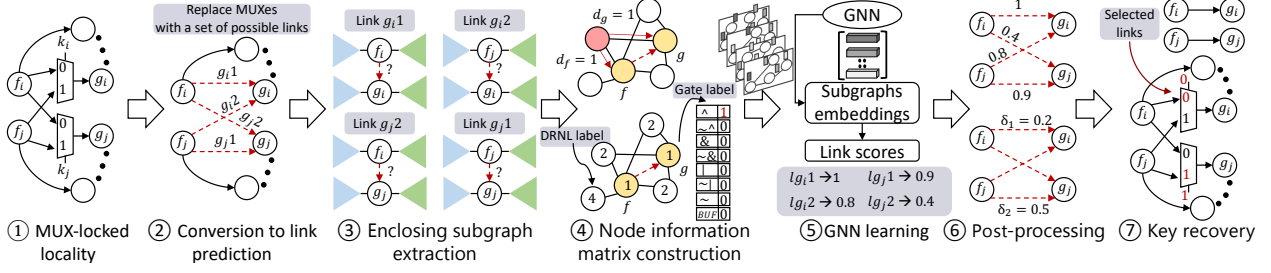 k_i
f_i
0
1
g_i
f_j
0
1
g_j
k_j
① MUX-locked
locality
Replace MUXes
with a set of possible links
f_i
g_i1
g_i
g_i2
g_j2
f_j
g_j1
g_j
② Conversion to link
prediction
Link g_i1
f_i
?
g_i
Link g_i2
f_j
?
g_i
Link g_j2
f_i
?
g_j
Link g_j1
f_j
?
g_j
③ Enclosing subgraph
extraction
d_g = 1
d_f = 1
g
f
DRNL label
2
2
1
g
4
1
2
f
Gate label
^ 1
~^ 0
& 0
~& 0
| 0
~| 0
~ 0
BUF 0
④ Node information
matrix construction
GNN
Subgraphs
embeddings
Link scores
lg_i1 → 1 lg_j1 → 0.9
lg_i2 → 0.8 lg_j2 → 0.4
⑤ GNN learning
1
f_i
g_i
0.4
0.8
f_j
g_j
0.9
δ₁ = 0.2
f_j
g_i
f_j
g_j
δ₂ = 0.5
⑥ Post-processing
Selected
links
f_i
g_i
f_j
g_j
0
f_i
0
1
g_i
f_j
0
1
g_j
1
⑦ Key recovery